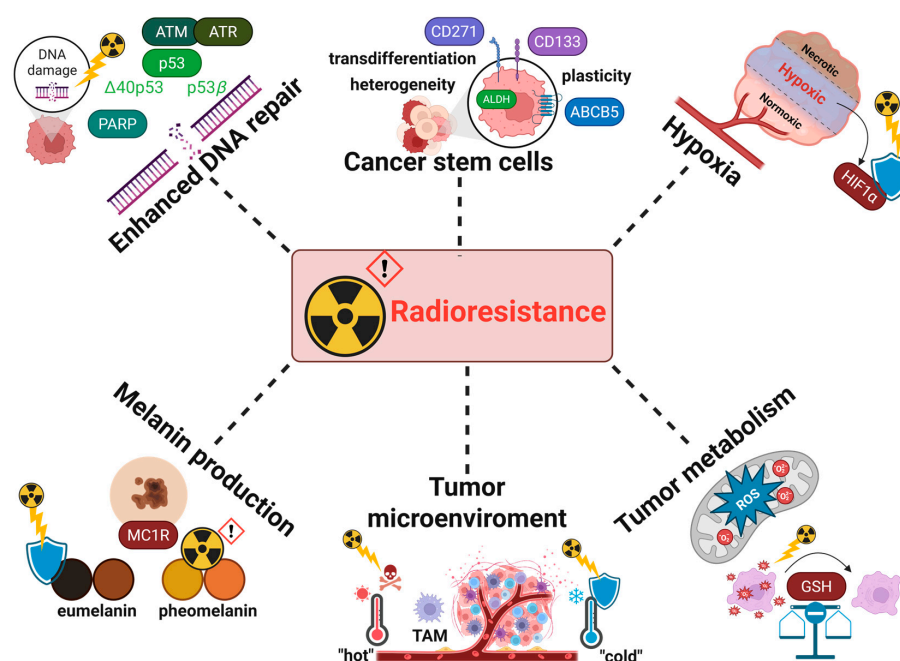 DNA
damage
ATM
ATR
p53
Δ40p53
p53β
PARP
Enhanced DNA repair
CD271
CD133
transdifferentiation
heterogeneity
plasticity
ALDH
ABCB5
Cancer stem cells
Necrotic
Hypoxic
Normoxic
HIF1α
Hypoxia
!
Radioresistance
Melanin production
MC1R
!
eumelanin
pheomelanin
Tumor
microenviroment
TAM
"hot"
"cold"
Tumor metabolism
ROS
GSH